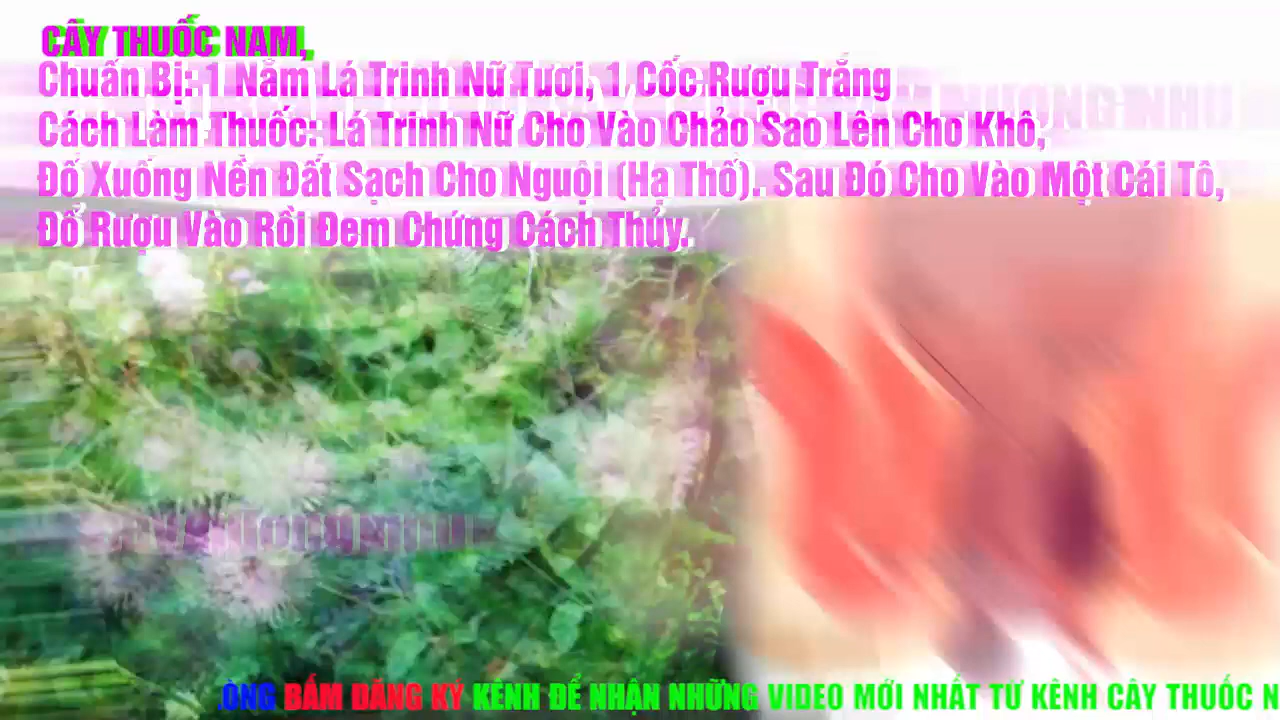 CÂY THUỐC NAM,
Chuẩn Bị: 1 Nắm Lá Trinh Nữ Tươi, 1 Cốc Rượu Trắng
Cách Làm Thuốc: Lá Trinh Nữ Cho Vào Chảo Sao Lên Cho Khô,
Đổ Xuống Nền Đất Sạch Cho Nguội (Hạ Thổ). Sau Đó Cho Vào Một Cái Tô,
Đổ Rượu Vào Rồi Đem Chứng Cách Thủy.
.ÒNG BẤM ĐĂNG KÝ KÊNH ĐỂ NHẬN NHỮNG VIDEO MỚI NHẤT TỪ KÊNH CÂY THUỐC N